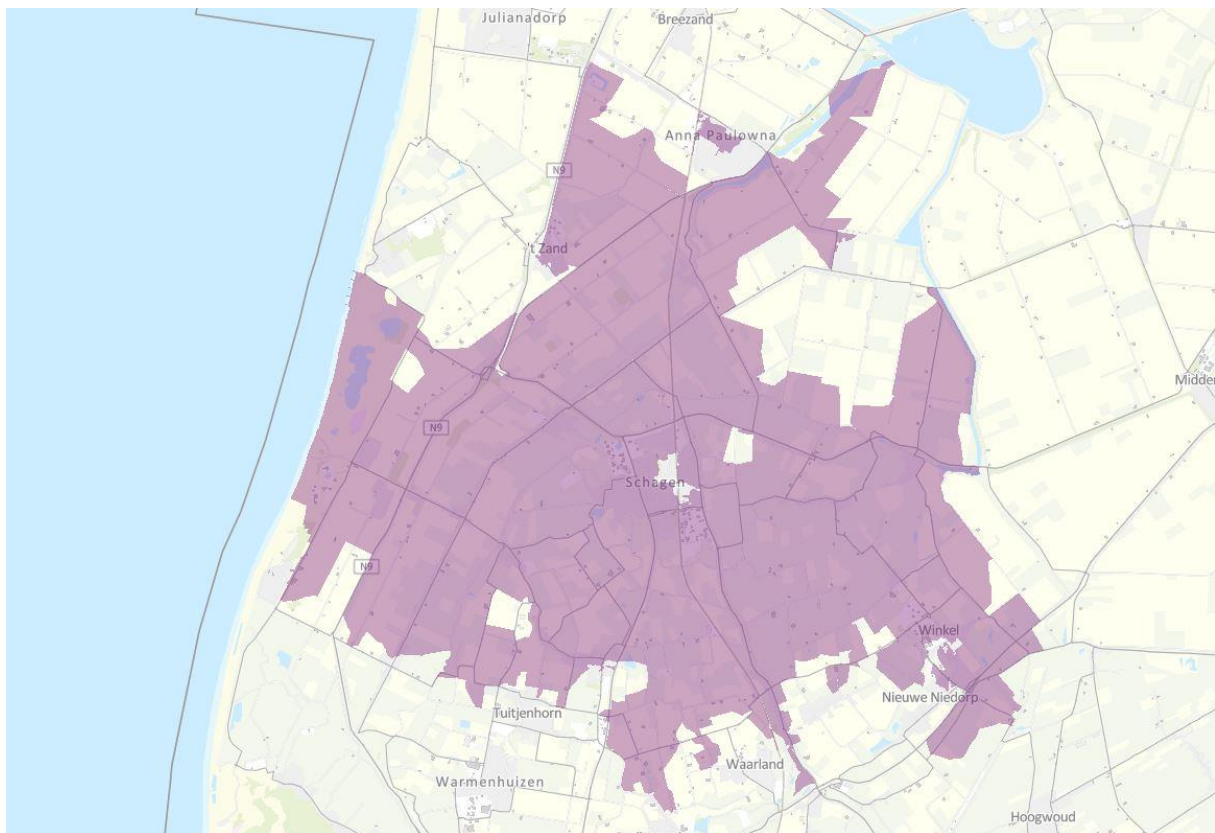 Julianadorp
Breezand
Anna Paulowna
N9
't Zand
Midden
N9
Schagen
N9
Winkel
Nieuwe Niedorp
Tuitjenhorn
Waarland
Warmenhuizen
Hoogwoud